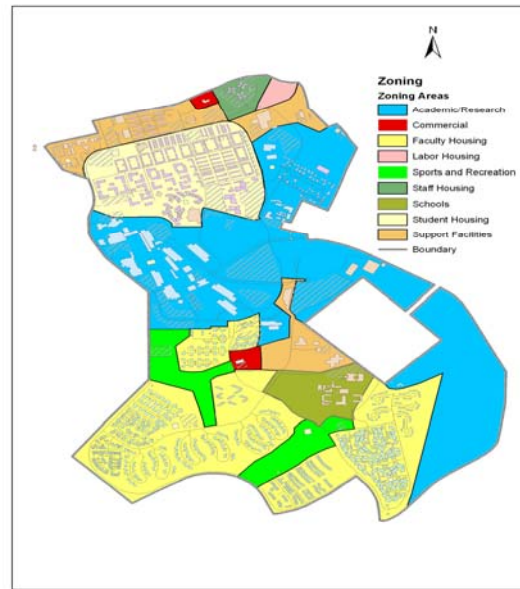 N
Zoning
Zoning Areas
Academic/Research
Commercial
Faculty Housing
Labor Housing
Sports and Recreation
Staff Housing
Schools
Student Housing
Support Facilities
Boundary